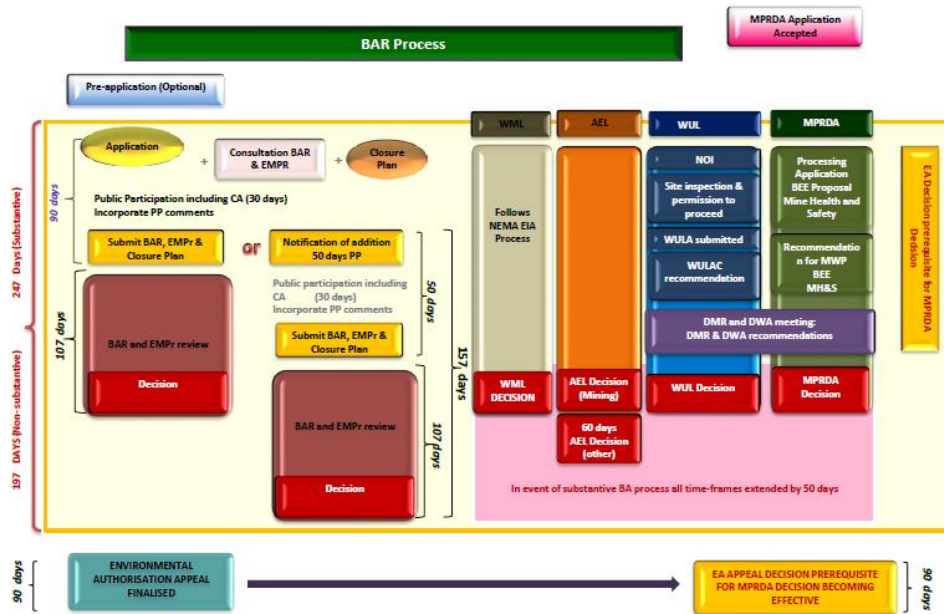 BAR Process
MPRDA Application
Accepted
Pre-application (Optional)
Application
+
Consultation BAR
& EMPR
+
Closure
Plan
90 days
Public Participation including CA (30 days)
Incorporate PP comments
Submit BAR, EMPr &
Closure Plan
or
Notification of addition
50 days PP
Public participation including
CA (30 days)
Incorporate PP comments
Submit BAR, EMPr &
Closure Plan
50 days
247 Days (Substantive)
197 DAYS (Non-substantive)
107 days
BAR and EMPr review
Decision
BAR and EMPr review
Decision
107 days
157, days
WML
Follows
NEMA EIA
Process
WML
DECISION
AEL
AEL Decision
(Mining)
60 days
AEL Decision
(other)
WUL
NOI
Site inspection &
permission to
proceed
WULA submitted
WULAC
recommendation
MPRDA
Processing
Application
BEE Proposal
Mine Health and
Safety
Recommendatio
n for MWP
BEE
MH&S
DMR and DWA meeting:
DMR & DWA recommendations
WUL Decision
MPRDA
Decision
In event of substantive BA process all time-frames extended by 50 days
EA Decision prerequisite for MPRDA
Dedsion
90 days
ENVIRONMENTAL
AUTHORISATION APPEAL
FINALISED
EA APPEAL DECISION PREREQUISITE
FOR MPRDA DECISION BECOMING
EFFECTIVE
90 days